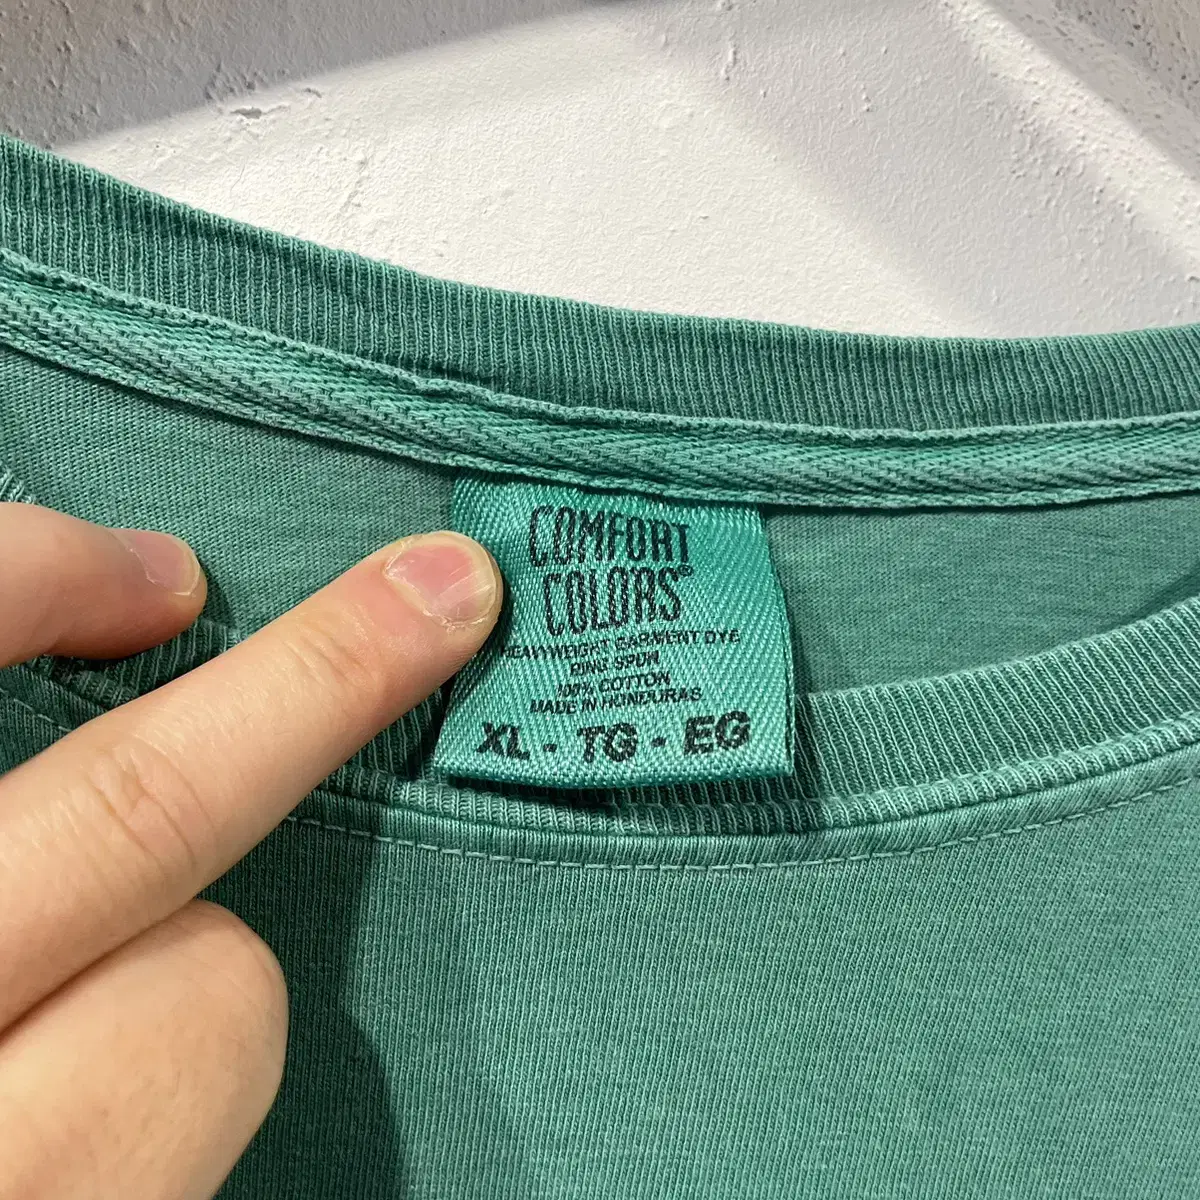 COMFORT
COLORS®
HEAVYWEIGHT GARMENT DYE
RING SPUN
100% COTTON
MADE IN HONDURAS
XL - TG - EG